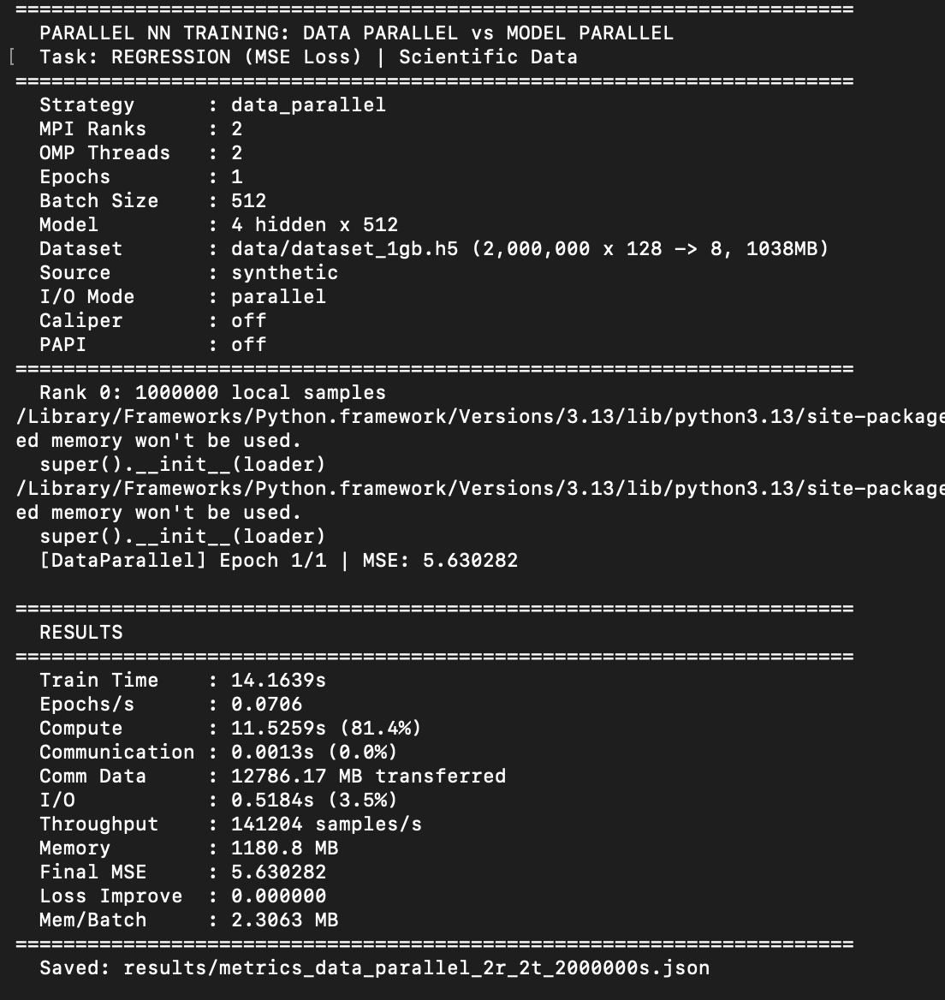 ======================================================================
PARALLEL NN TRAINING: DATA PARALLEL vs MODEL PARALLEL
[ Task: REGRESSION (MSE Loss) | Scientific Data
======================================================================
Strategy : data_parallel
MPI Ranks : 2
OMP Threads : 2
Epochs : 1
Batch Size : 512
Model : 4 hidden x 512
Dataset : data/dataset_1gb.h5 (2,000,000 x 128 -> 8, 1038MB)
Source : synthetic
I/O Mode : parallel
Caliper : off
PAPI : off
======================================================================
Rank 0: 1000000 local samples
/Library/Frameworks/Python.framework/Versions/3.13/lib/python3.13/site-package
ed memory won't be used.
super().__init__(loader)
/Library/Frameworks/Python.framework/Versions/3.13/lib/python3.13/site-package
ed memory won't be used.
super().__init__(loader)
[DataParallel] Epoch 1/1 | MSE: 5.630282
======================================================================
RESULTS
======================================================================
Train Time : 14.1639s
Epochs/s : 0.0706
Compute : 11.5259s (81.4%)
Communication : 0.0013s (0.0%)
Comm Data : 12786.17 MB transferred
I/O : 0.5184s (3.5%)
Throughput : 141204 samples/s
Memory : 1180.8 MB
Final MSE : 5.630282
Loss Improve : 0.000000
Mem/Batch : 2.3063 MB
======================================================================
Saved: results/metrics_data_parallel_2r_2t_2000000s.json